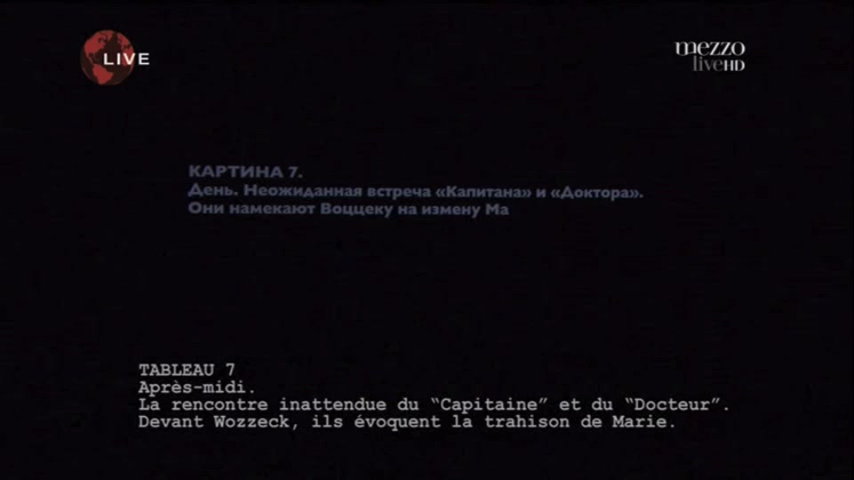 LIVE
mezzo
liveHD
КАРТИНА 7.
День. Неожиданная встреча «Капитана» и «Доктора».
Они намекают Воццеку на измену Ма
TABLEAU 7
Après-midi.
La rencontre inattendue du “Capitaine” et du “Docteur”.
Devant Wozzeck, ils évoquent la trahison de Marie.